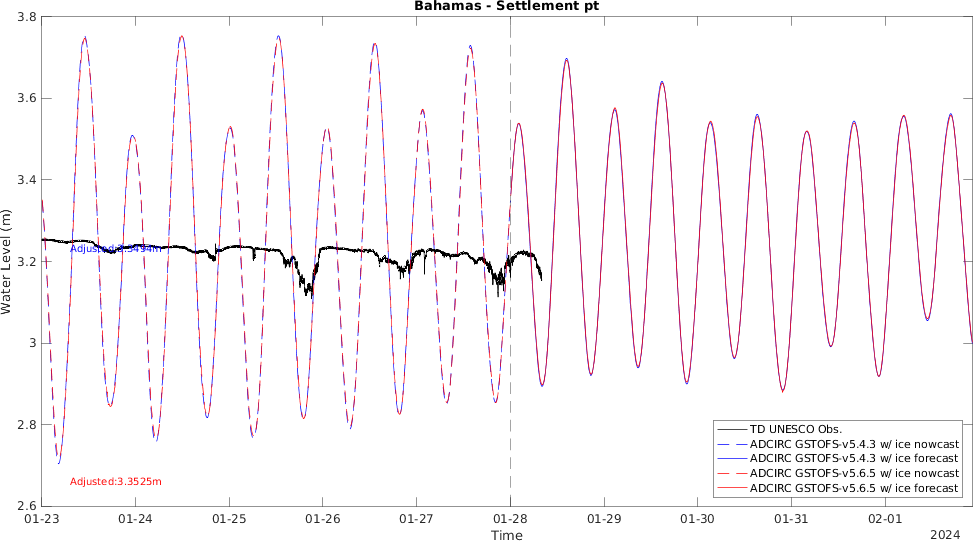 Bahamas - Settlement pt
Water Level (m)
3.8
3.6
3.4
3.2
3
2.8
2.6
Adjusted:3.3494m
Adjusted:3.3525m
TD UNESCO Obs.
ADCIRC GSTOFS-v5.4.3 w/ ice nowcast
ADCIRC GSTOFS-v5.4.3 w/ ice forecast
ADCIRC GSTOFS-v5.6.5 w/ ice nowcast
ADCIRC GSTOFS-v5.6.5 w/ ice forecast
01-23 01-24 01-25 01-26 01-27 01-28 01-29 01-30 01-31 02-01
Time
2024